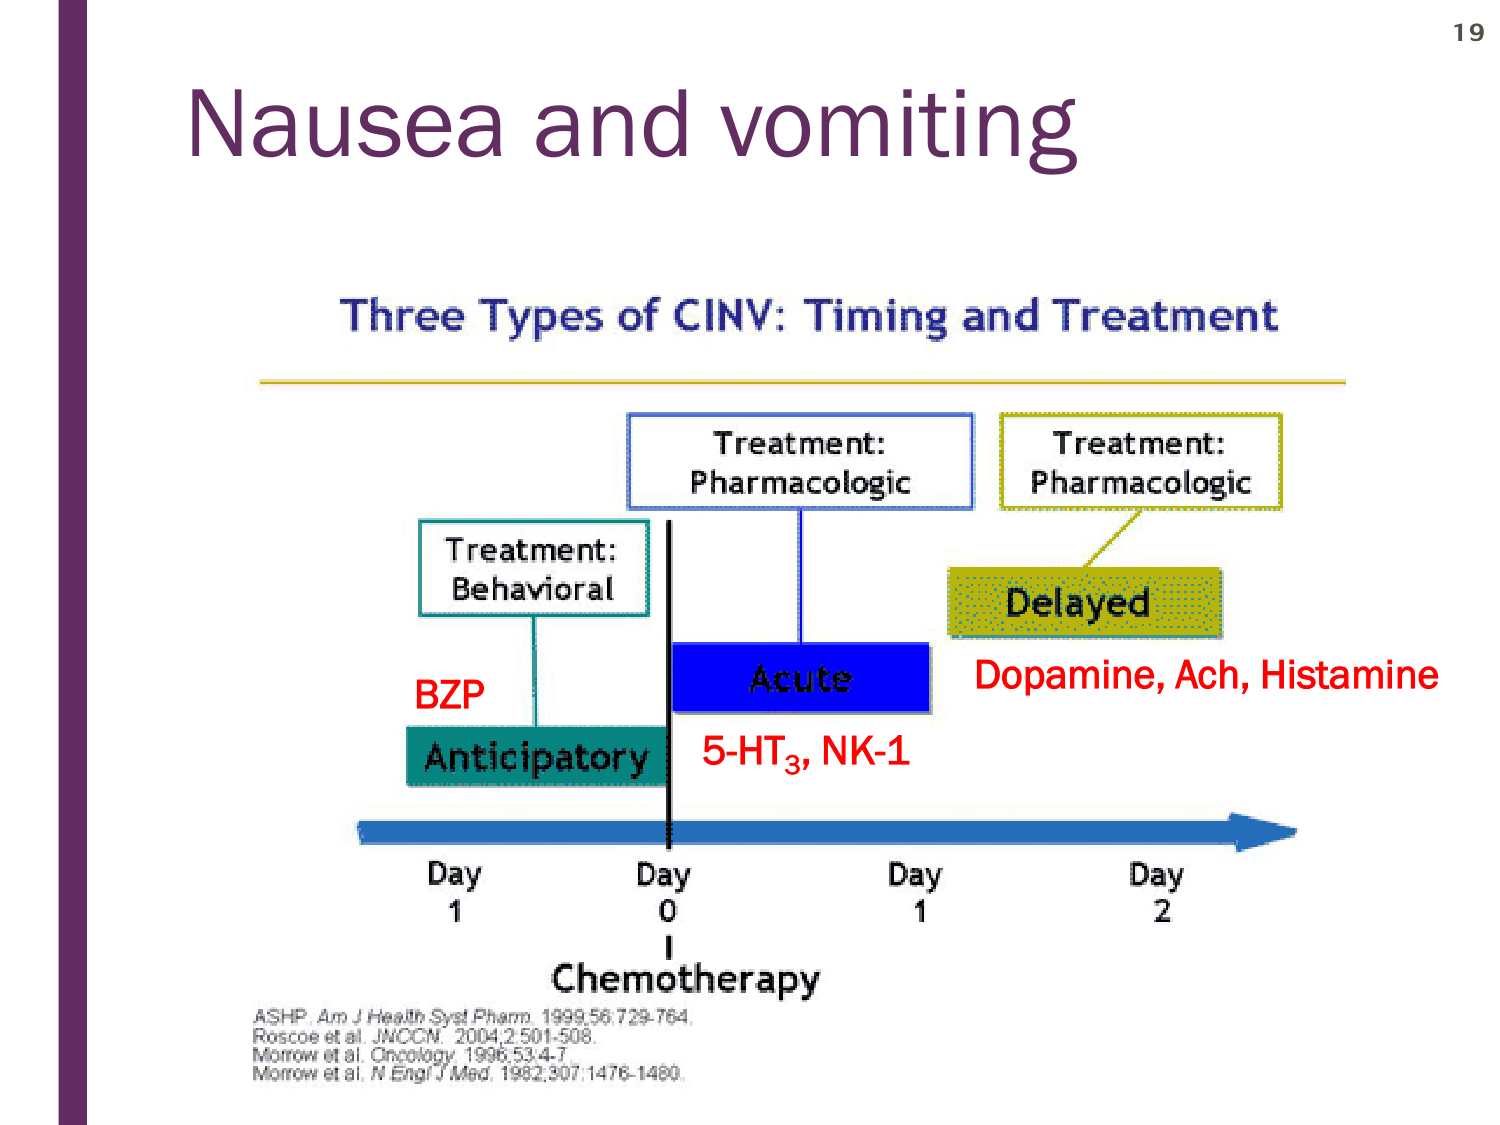 19
Nausea and vomiting
Three Types of CINV: Timing and Treatment
Treatment:
Pharmacologic
Treatment:
Pharmacologic
Treatment:
Behavioral
Delayed
Acute
Dopamine, Ach, Histamine
BZP
Anticipatory
5-HT₃, NK-1
Day
1
Day
0
Day
1
Day
2
Chemotherapy
ASHP. Am J Health Syst Pharm. 1999;56:729-764.
Roscoe et al. JNCCN. 2004;2:501-508.
Morrow et al. Oncology. 1996;53:4-7.
Morrow et al. N Engl J Med. 1982;307:1476-1480.